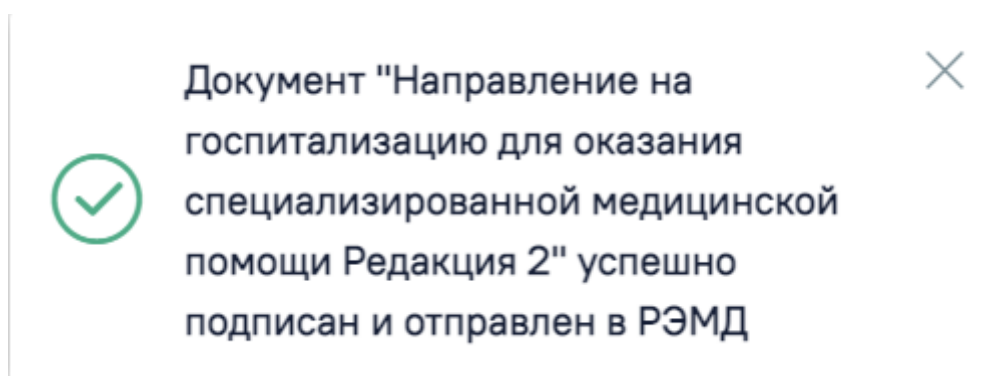 Документ "Направление на
госпитализацию для оказания
специализированной медицинской
помощи Редакция 2" успешно
подписан и отправлен в РЭМД